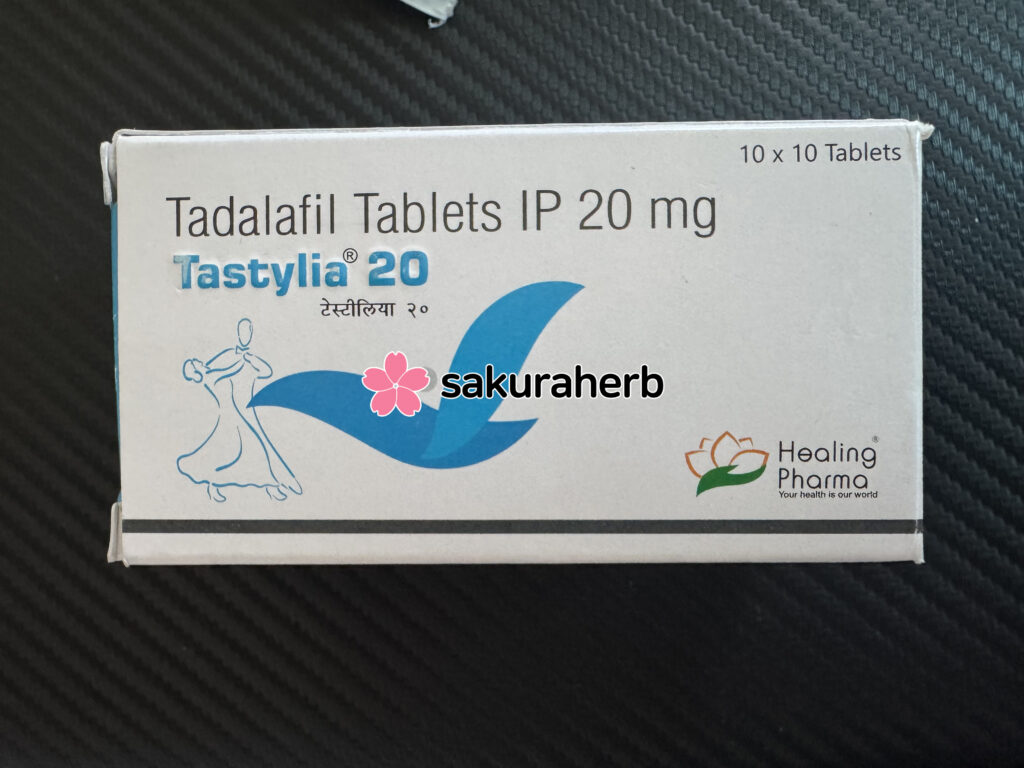 10 x 10 Tablets
Tadalafil Tablets IP 20 mg
Tastylia® 20
टेस्टीलिया २०
sakuraherb
Healing®
Pharma
Your health is our world